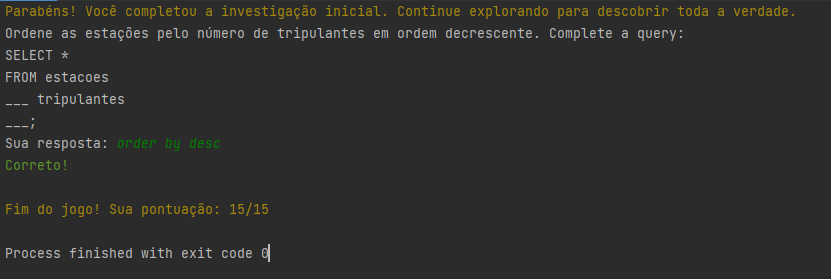 Parabéns! Você completou a investigação inicial. Continue explorando para descobrir toda a verdade.
Ordene as estações pelo número de tripulantes em ordem decrescente. Complete a query:
SELECT *
FROM estacoes
___ tripulantes
___;
Sua resposta: order by desc
Correto!
Fim do jogo! Sua pontuação: 15/15
Process finished with exit code 0